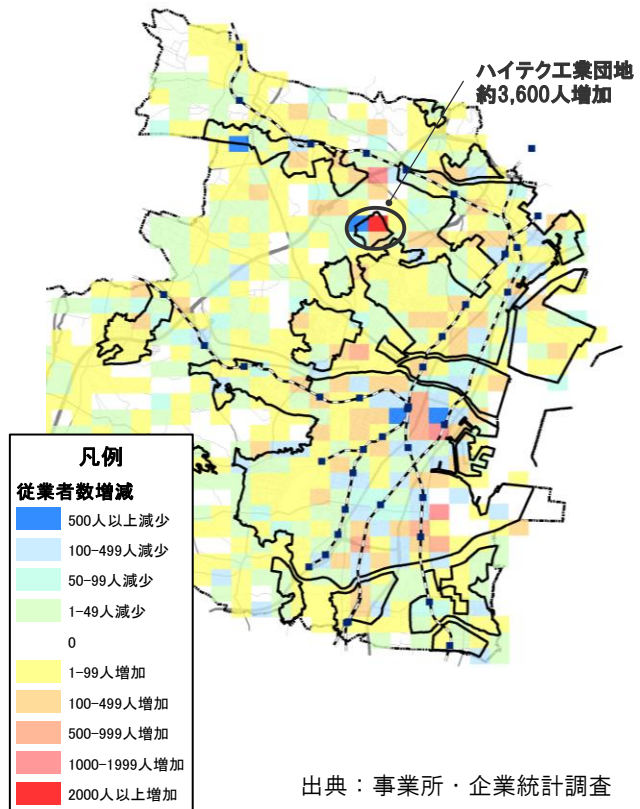 ハイテク工業団地
約3,600人増加
凡例
従業者数増減
500人以上減少
100-499人減少
50-99人減少
1-49人減少
0
1-99人増加
100-499人増加
500-999人増加
1000-1999人増加
2000人以上増加
出典：事業所・企業統計調査